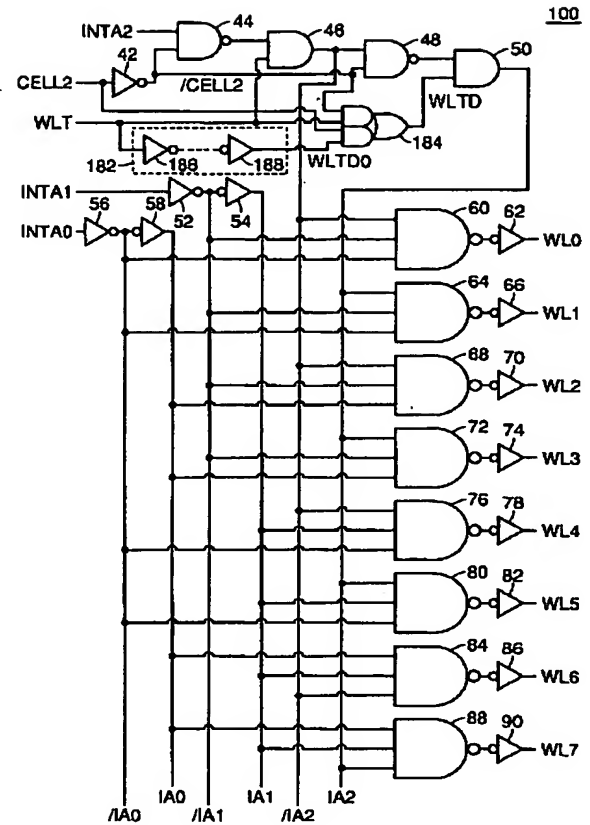 100
INTA2
44
46
48
50
42
CELL2
/CELL2
WLTD
WLT
184
182
188
188
WLTD0
INTA1
56
58
52
54
60
62
INTA0
WL0
64
66
WL1
68
70
WL2
72
74
WL3
76
78
WL4
80
82
WL5
84
86
WL6
88
90
WL7
/IA0
IA0
/IA1
IA1
/IA2
IA2